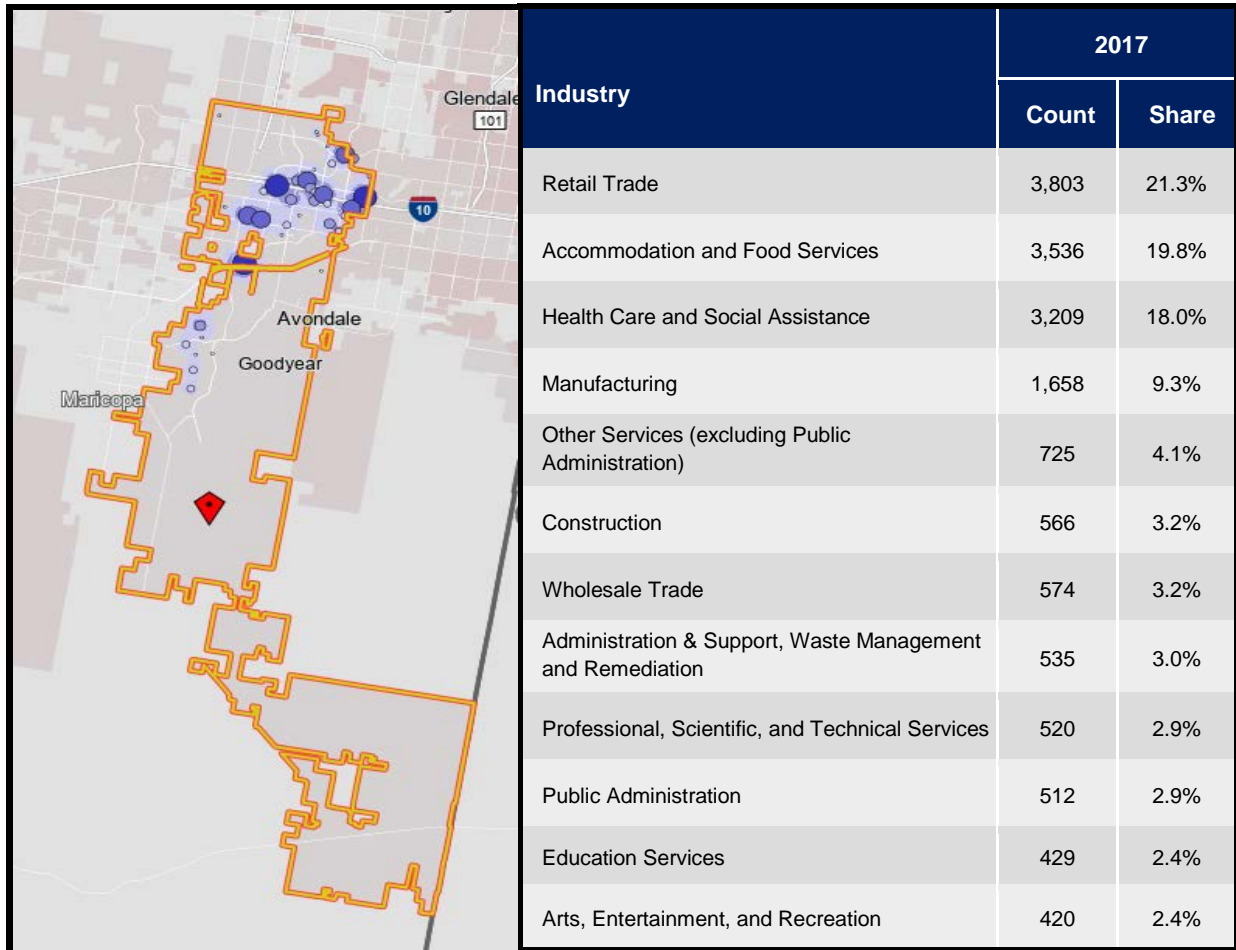 Glendale
101
10
Avondale
Goodyear
Maricopa
Industry
2017
Count
Share
Retail Trade 3,803 21.3%
Accommodation and Food Services 3,536 19.8%
Health Care and Social Assistance 3,209 18.0%
Manufacturing 1,658 9.3%
Other Services (excluding Public
Administration) 725 4.1%
Construction 566 3.2%
Wholesale Trade 574 3.2%
Administration & Support, Waste Management
and Remediation 535 3.0%
Professional, Scientific, and Technical Services 520 2.9%
Public Administration 512 2.9%
Education Services 429 2.4%
Arts, Entertainment, and Recreation 420 2.4%